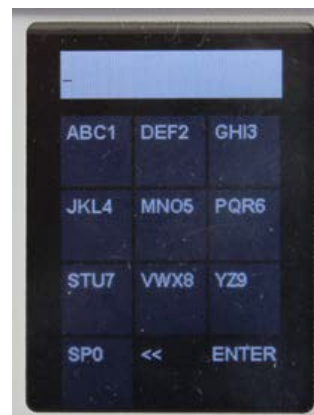 _
ABC1 DEF2 GHI3
JKL4 MNO5 PQR6
STU7 VWX8 YZ9
SP0 << ENTER